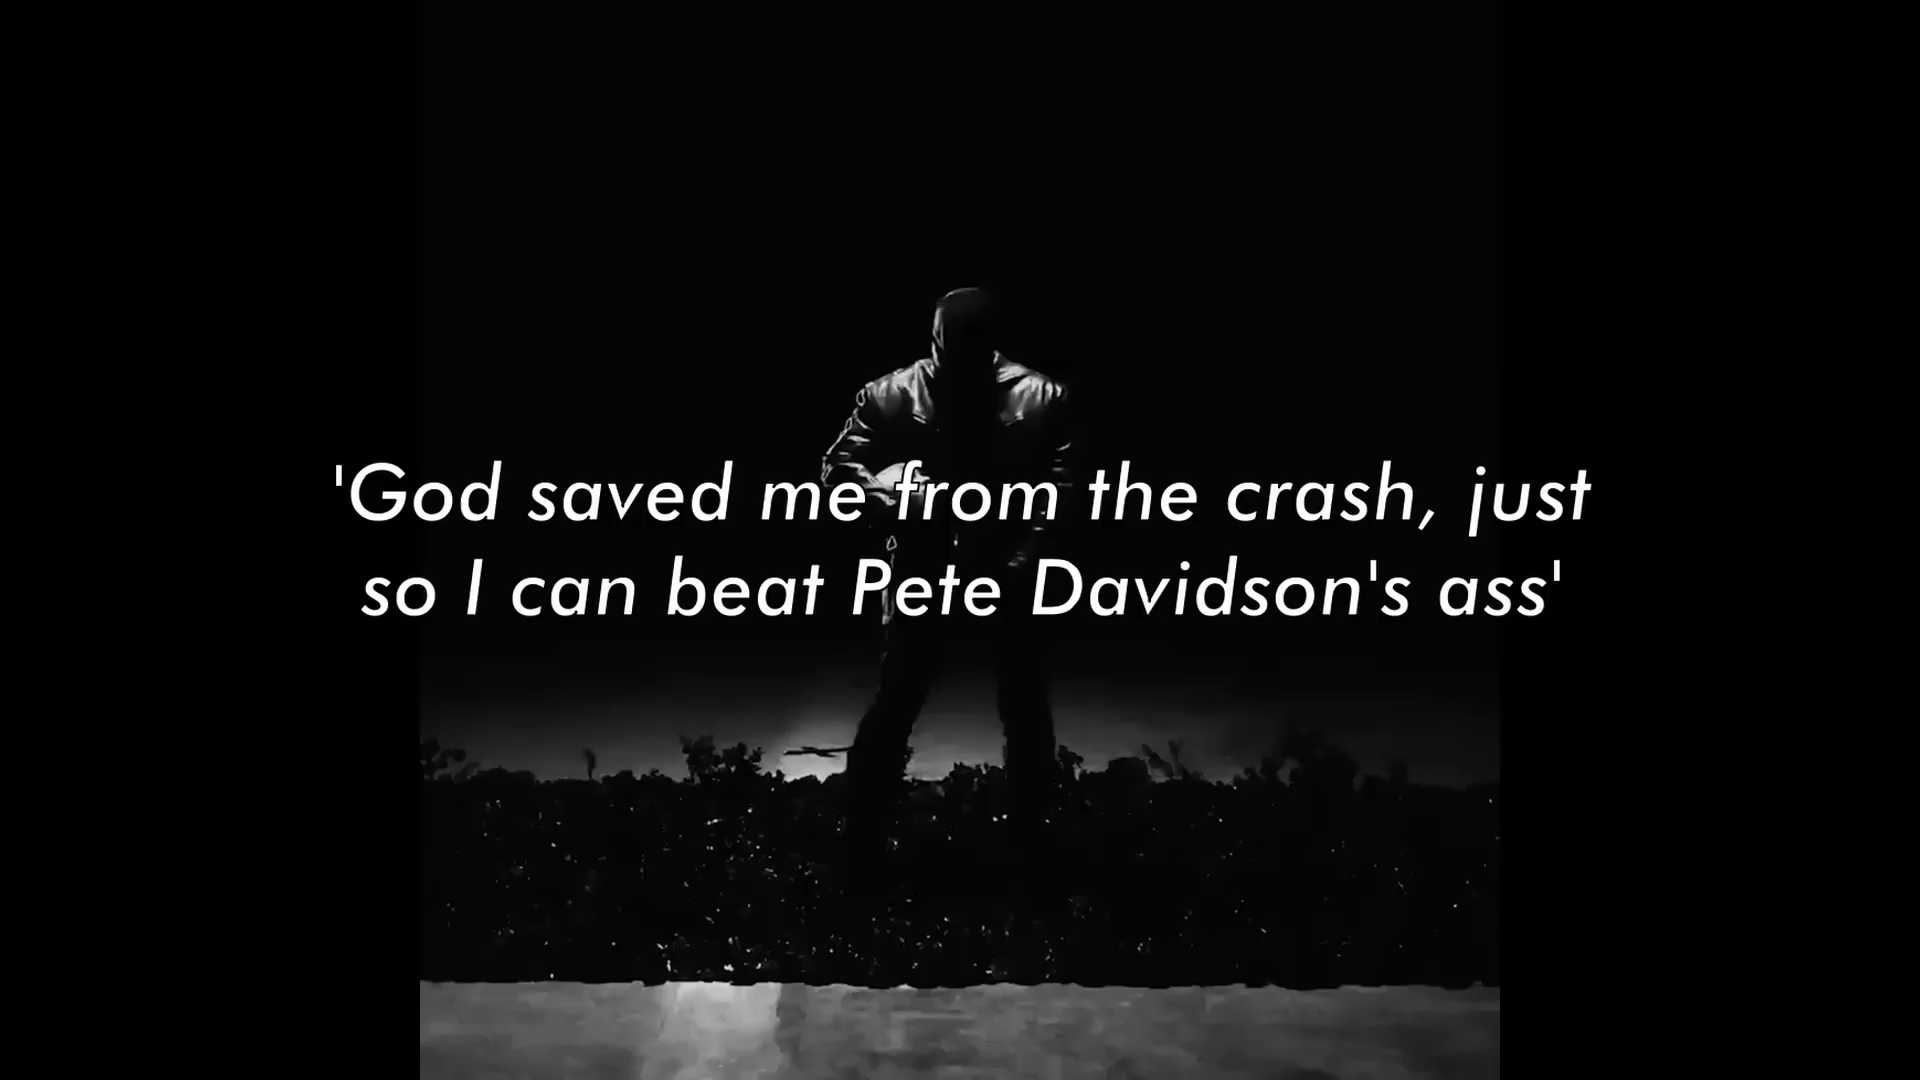 'God saved me from the crash, just
so I can beat Pete Davidson's ass'